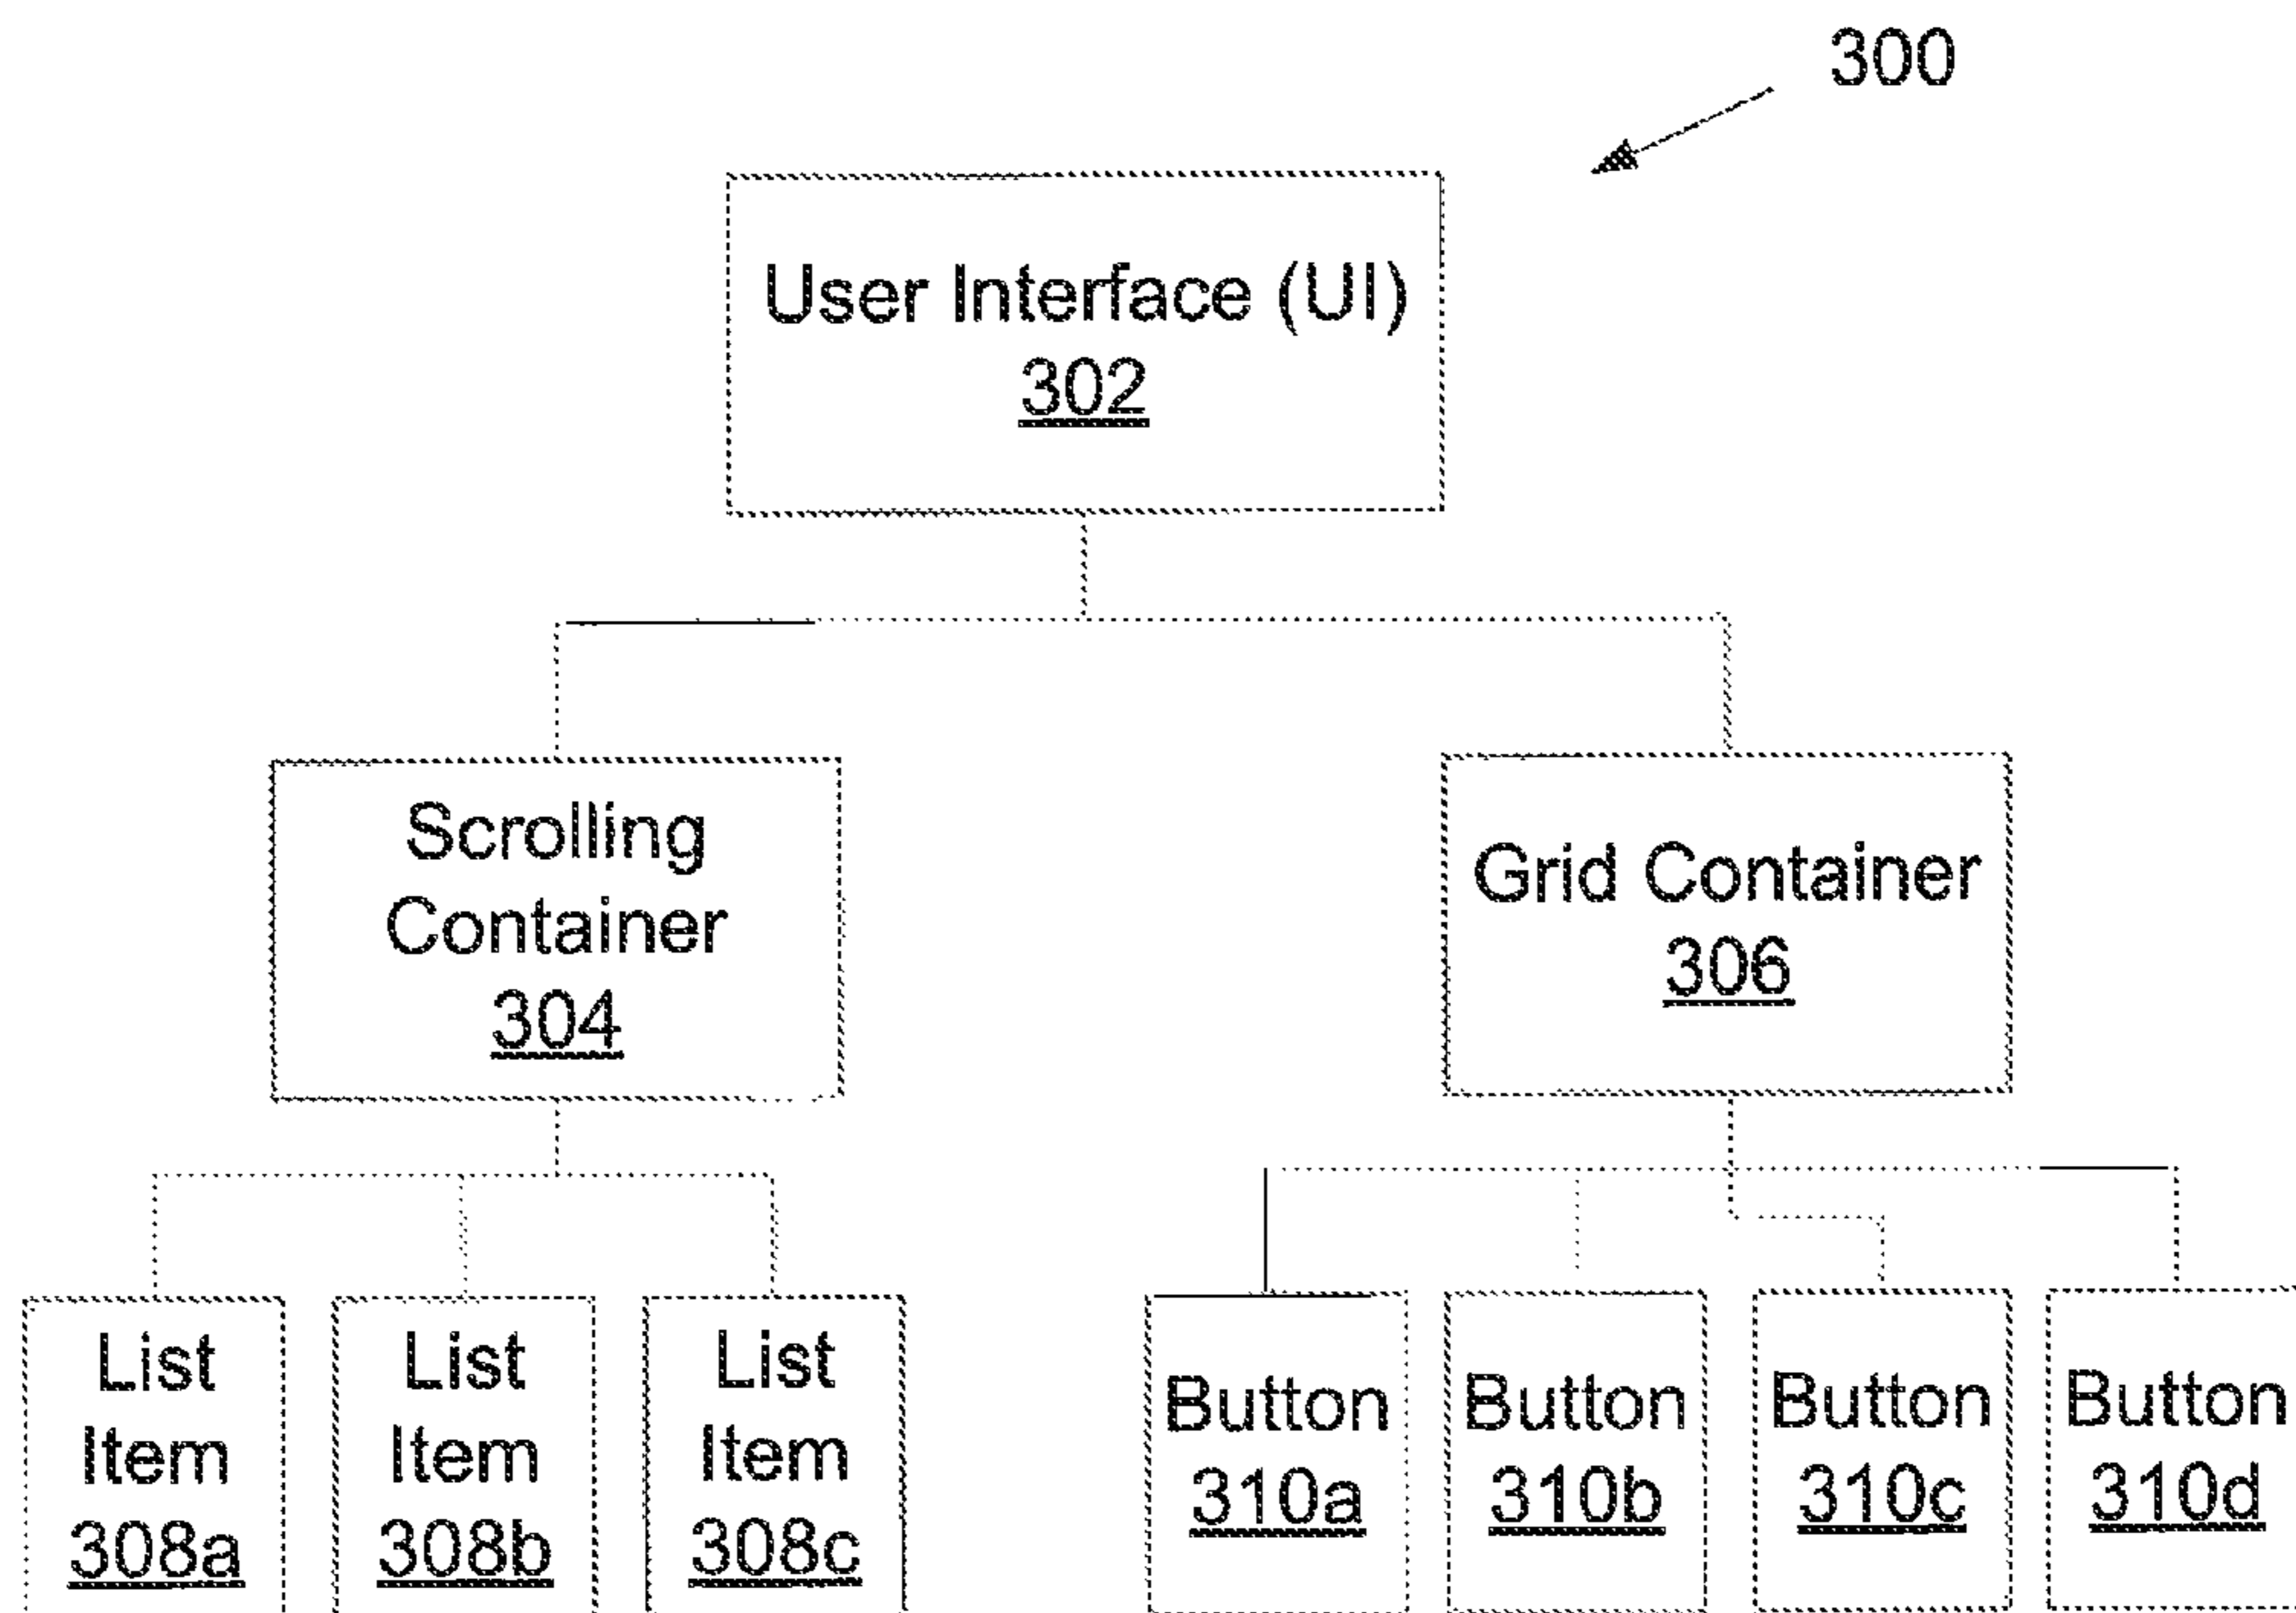 300
User Interface (UI)
302
Scrolling
Container
304
Grid Container
306
List
Item
308a
List
Item
308b
List
Item
308c
Button
310a
Button
310b
Button
310c
Button
310d